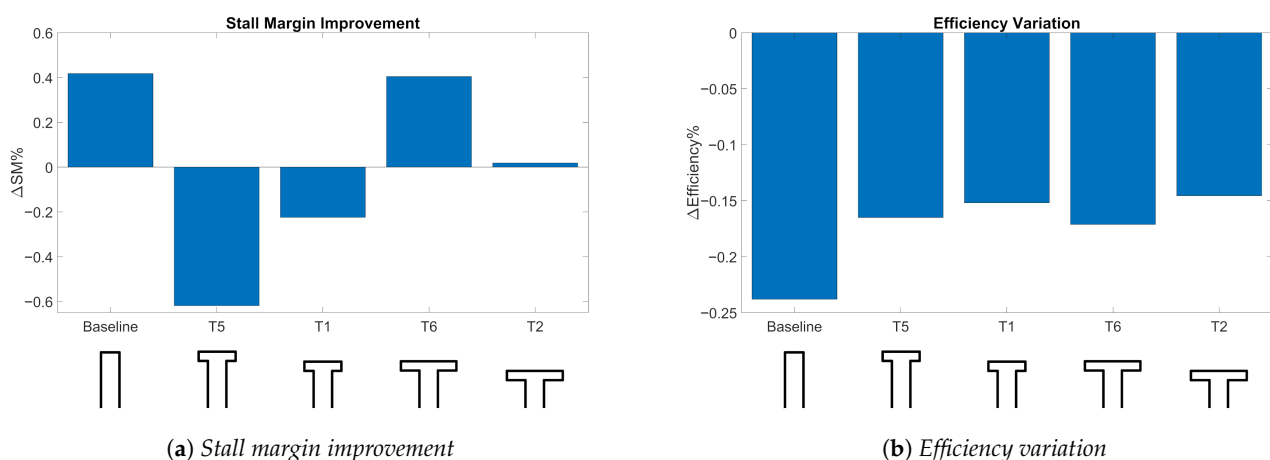 Stall Margin Improvement
0.6
0.4
0.2
0
−0.2
−0.4
−0.6
ΔSM%
Baseline T5 T1 T6 T2
(a) Stall margin improvement
Efficiency Variation
0
−0.05
−0.1
−0.15
−0.2
−0.25
ΔEfficiency%
Baseline T5 T1 T6 T2
(b) Efficiency variation